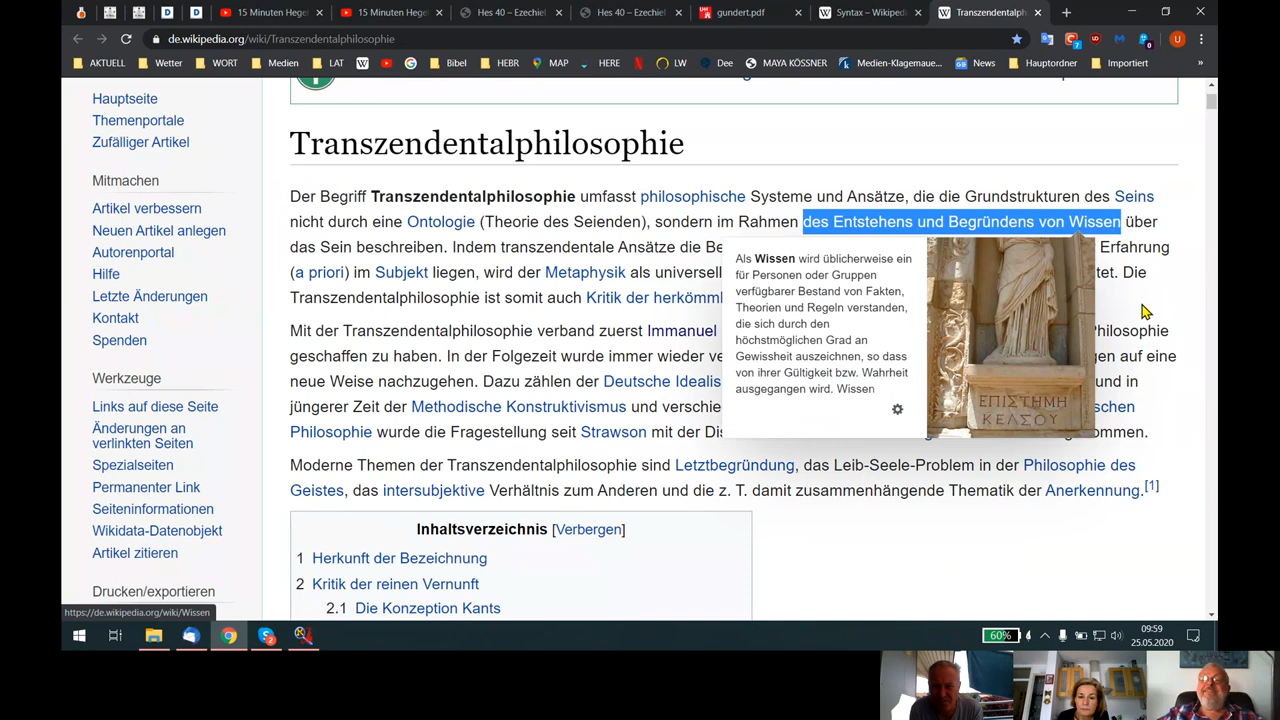 15 Minuten Hegel
15 Minuten Hegel
Hes 40 – Ezechiel
Hes 40 – Ezechiel
gundert.pdf
Syntax – Wikiped
Transzendentalph
de.wikipedia.org/wiki/Transzendentalphilosophie
AKTUELL
Wetter
WORT
Medien
LAT
Bibel
HEBR
MAP
HERE
LW
Dee
MAYA KÖSSNER
Medien-Klagemaue...
News
Hauptordner
Importiert
»
Hauptseite
Themenportale
Zufälliger Artikel
Mitmachen
Artikel verbessern
Neuen Artikel anlegen
Autorenportal
Hilfe
Letzte Änderungen
Kontakt
Spenden
Werkzeuge
Links auf diese Seite
Änderungen an
verlinkten Seiten
Spezialseiten
Permanenter Link
Seiteninformationen
Wikidata-Datenobjekt
Artikel zitieren
Drucken/exportieren
https://de.wikipedia.org/wiki/Wissen
Transzendentalphilosophie
Der Begriff Transzendentalphilosophie umfasst philosophische Systeme und Ansätze, die die Grundstrukturen des Seins
nicht durch eine Ontologie (Theorie des Seienden), sondern im Rahmen des Entstehens und Begründens von Wissen über
das Sein beschreiben. Indem transzendentale Ansätze die Be Erfahrung
(a priori) im Subjekt liegen, wird der Metaphysik als universell tet. Die
Transzendentalphilosophie ist somit auch Kritik der herkömml
Mit der Transzendentalphilosophie verband zuerst Immanuel Philosophie
geschaffen zu haben. In der Folgezeit wurde immer wieder ve gen auf eine
neue Weise nachzugehen. Dazu zählen der Deutsche Idealis und in
jüngerer Zeit der Methodische Konstruktivismus und verschie schen
Philosophie wurde die Fragestellung seit Strawson mit der Dis ommen.
Als Wissen wird üblicherweise ein
für Personen oder Gruppen
verfügbarer Bestand von Fakten,
Theorien und Regeln verstanden,
die sich durch den
höchstmöglichen Grad an
Gewissheit auszeichnen, so dass
von ihrer Gültigkeit bzw. Wahrheit
ausgegangen wird. Wissen
ΕΠΙΣΤΗΜΗ
ΚΕΛΣΟΥ
Moderne Themen der Transzendentalphilosophie sind Letztbegründung, das Leib-Seele-Problem in der Philosophie des
Geistes, das intersubjektive Verhältnis zum Anderen und die z. T. damit zusammenhängende Thematik der Anerkennung.[1]
Inhaltsverzeichnis [Verbergen]
1 Herkunft der Bezeichnung
2 Kritik der reinen Vernunft
2.1 Die Konzeption Kants
60%
09:59
25.05.2020